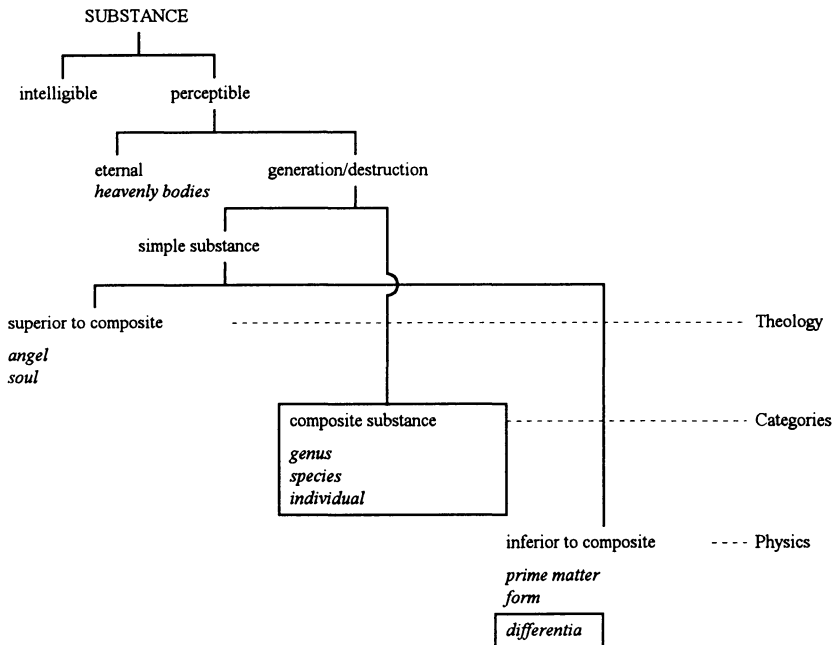 SUBSTANCE
intelligible
perceptible
eternal
heavenly bodies
generation/destruction
simple substance
superior to composite
Theology
angel
soul
composite substance
Categories
genus
species
individual
inferior to composite
Physics
prime matter
form
differentia